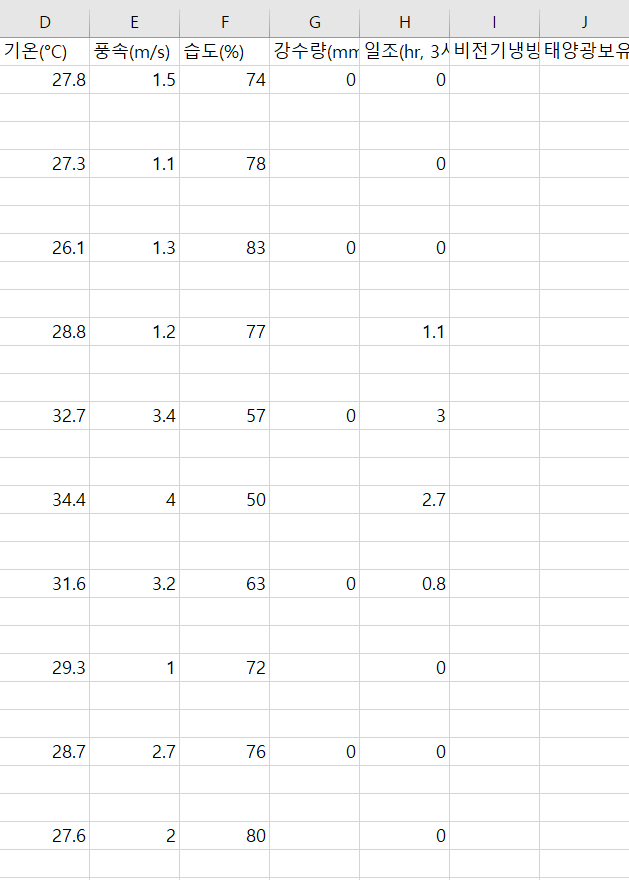 D E F G H I J
기온(°C) 풍속(m/s) 습도(%) 강수량(mm 일조(hr, 3시 비전기냉방 태양광보유
27.8 1.5 74 0 0
27.3 1.1 78 0
26.1 1.3 83 0 0
28.8 1.2 77 1.1
32.7 3.4 57 0 3
34.4 4 50 2.7
31.6 3.2 63 0 0.8
29.3 1 72 0
28.7 2.7 76 0 0
27.6 2 80 0